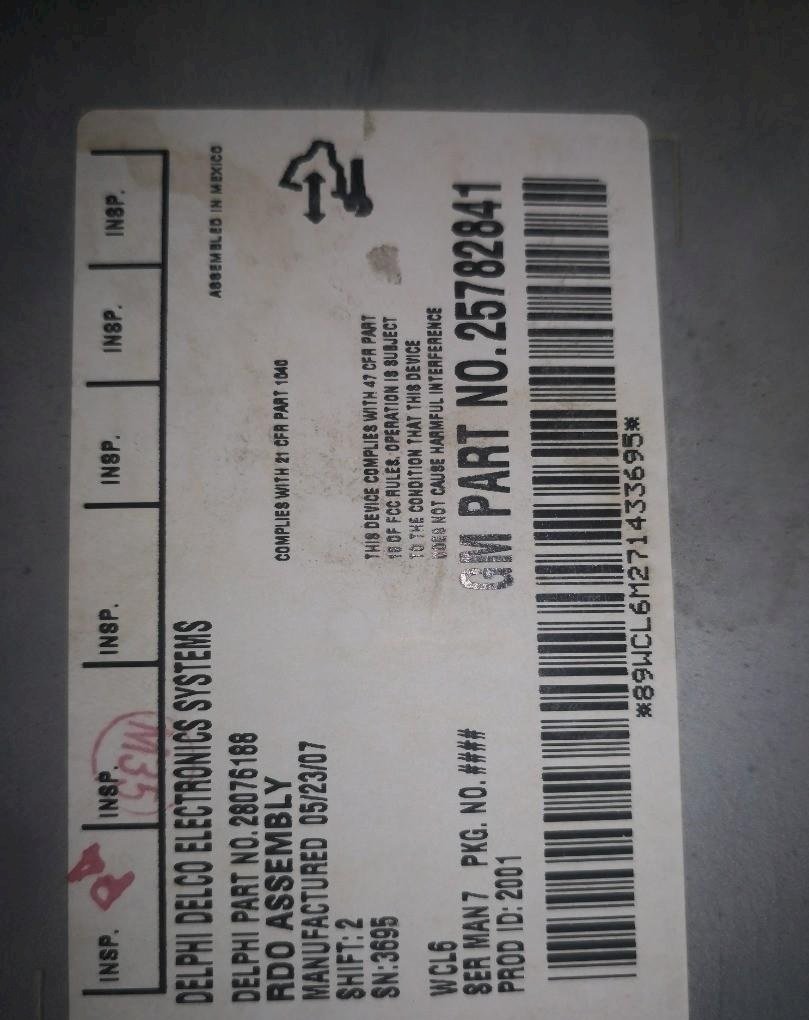 INSP. INSP. INSP. INSP. INSP. INSP.
M35
DELPHI DELCO ELECTRONICS SYSTEMS
ASSEMBLED IN MEXICO
DELPHI PART NO. 28076188
RDO ASSEMBLY
COMPLIES WITH 21 CFR PART 1040
MANUFACTURED 05/23/07
SHIFT: 2
SN:3695
THIS DEVICE COMPLIES WITH 47 CFR PART
15 OF FCC RULES. OPERATION IS SUBJECT
TO THE CONDITION THAT THIS DEVICE
DOES NOT CAUSE HARMFUL INTERFERENCE
WCL6
SER MAN7 PKG. NO. ####
PROD ID: 2001
GM PART NO.25782841
*89WCL6M271433695*